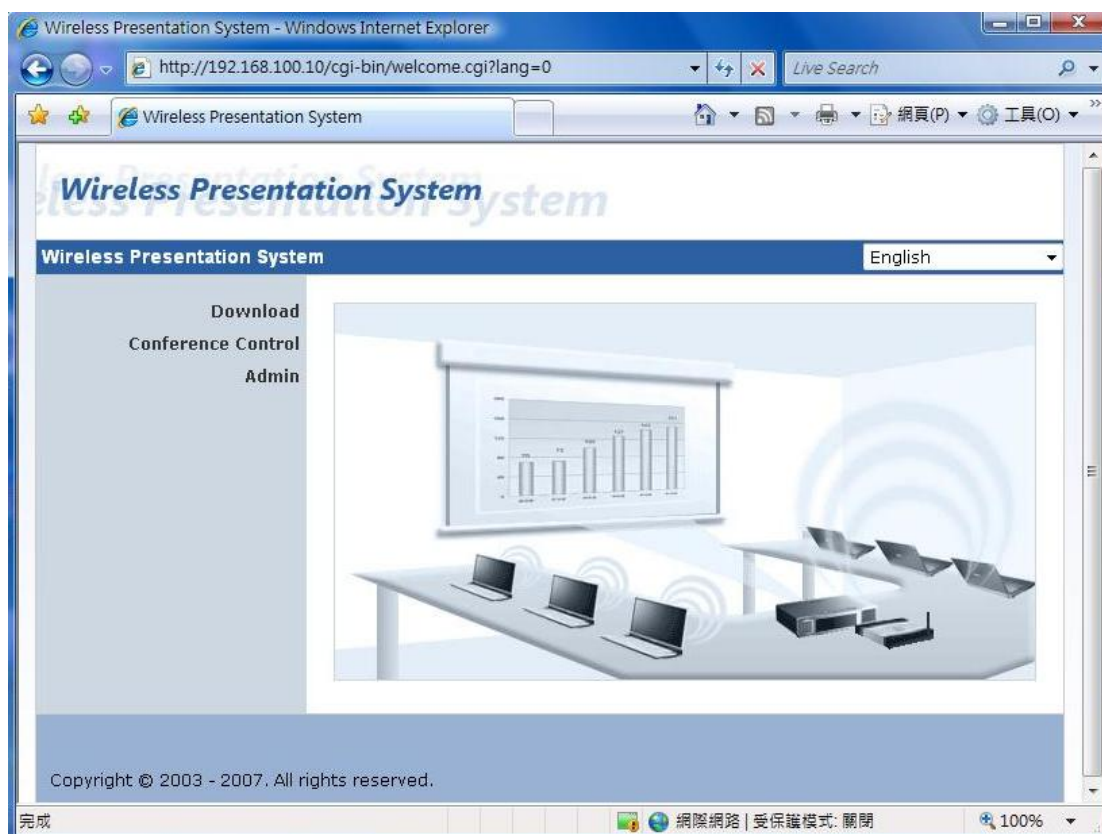 Wireless Presentation System - Windows Internet Explorer
http://192.168.100.10/cgi-bin/welcome.cgi?lang=0
Live Search
Wireless Presentation System
網頁(P)
工具(O)
Wireless Presentation System
Wireless Presentation System
English
Download
Conference Control
Admin
Copyright © 2003 - 2007. All rights reserved.
完成
網際網路 | 受保護模式: 關閉
100%